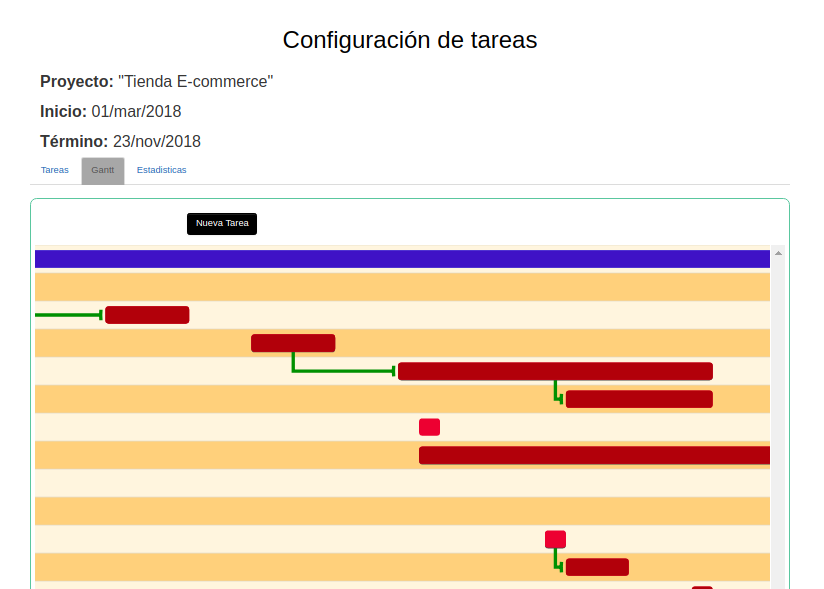 Configuración de tareas
Proyecto: "Tienda E-commerce"
Inicio: 01/mar/2018
Término: 23/nov/2018
Tareas Gantt Estadisticas
Nueva Tarea